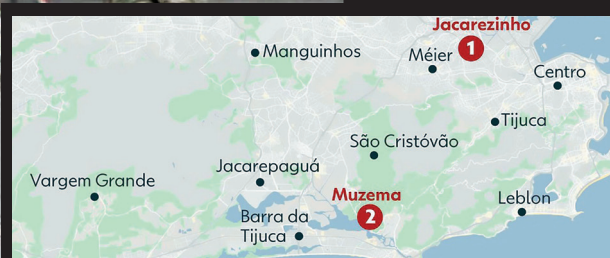 Jacarezinho
1
Manguinhos
Méier
Centro
Tijuca
São Cristóvão
Jacarepaguá
Vargem Grande
Muzema
2
Leblon
Barra da
Tijuca